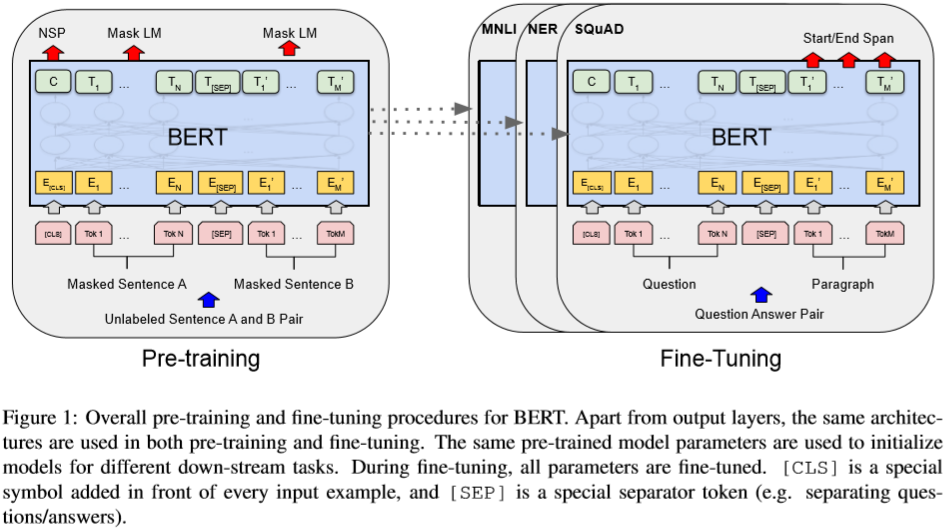 NSP Mask LM Mask LM
C T1 ... TN T[SEP] T1' ... TM'
BERT
E[CLS] E1 ... EN E[SEP] E1' ... EM'
[CLS] Tok 1 ... Tok N [SEP] Tok 1 ... TokM
Masked Sentence A Masked Sentence B
Unlabeled Sentence A and B Pair
Pre-training
MNLI NER SQuAD
Start/End Span
C T1 ... TN T[SEP] T1' ... TM'
BERT
E[CLS] E1 ... EN E[SEP] E1' ... EM'
[CLS] Tok 1 ... Tok N [SEP] Tok 1 ... TokM
Question Paragraph
Question Answer Pair
Fine-Tuning
Figure 1: Overall pre-training and fine-tuning procedures for BERT. Apart from output layers, the same architec-
tures are used in both pre-training and fine-tuning. The same pre-trained model parameters are used to initialize
models for different down-stream tasks. During fine-tuning, all parameters are fine-tuned. [CLS] is a special
symbol added in front of every input example, and [SEP] is a special separator token (e.g. separating ques-
tions/answers).